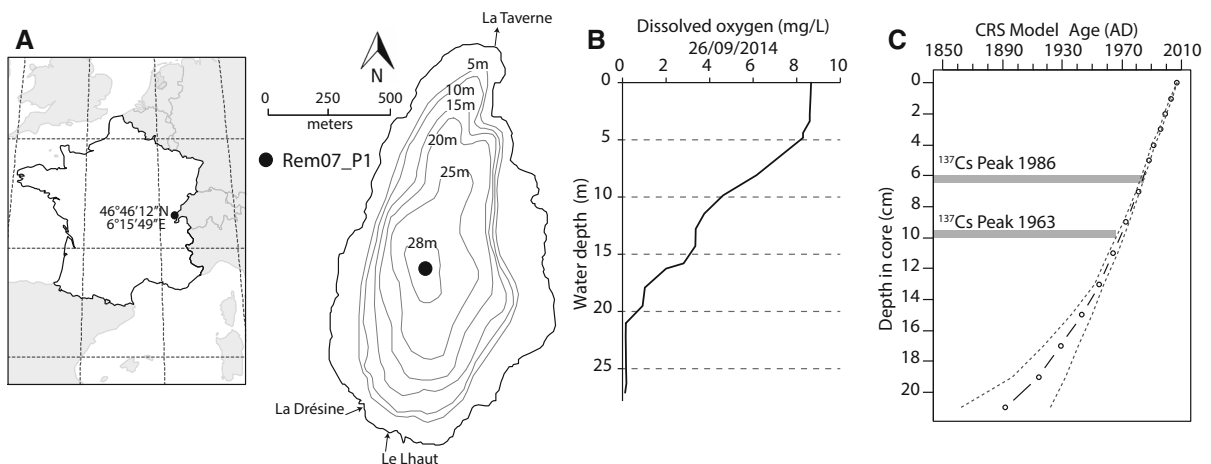 A
46°46'12"N
6°15'49"E
La Taverne
N
0 250 500
meters
Rem07_P1
5m
10m
15m
20m
25m
28m
La Drésine
Le Lhaut
B
Dissolved oxygen (mg/L)
26/09/2014
0 2 4 6 8 10
Water depth (m)
0
5
10
15
20
25
C
CRS Model Age (AD)
1850 1890 1930 1970 2010
Depth in core (cm)
0
2
4
6
8
10
12
14
16
18
20
¹³⁷Cs Peak 1986
¹³⁷Cs Peak 1963